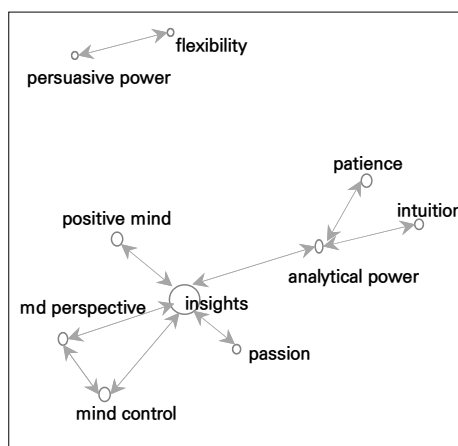 flexibility
persuasive power
patience
intuition
positive mind
analytical power
md perspective
insights
passion
mind control